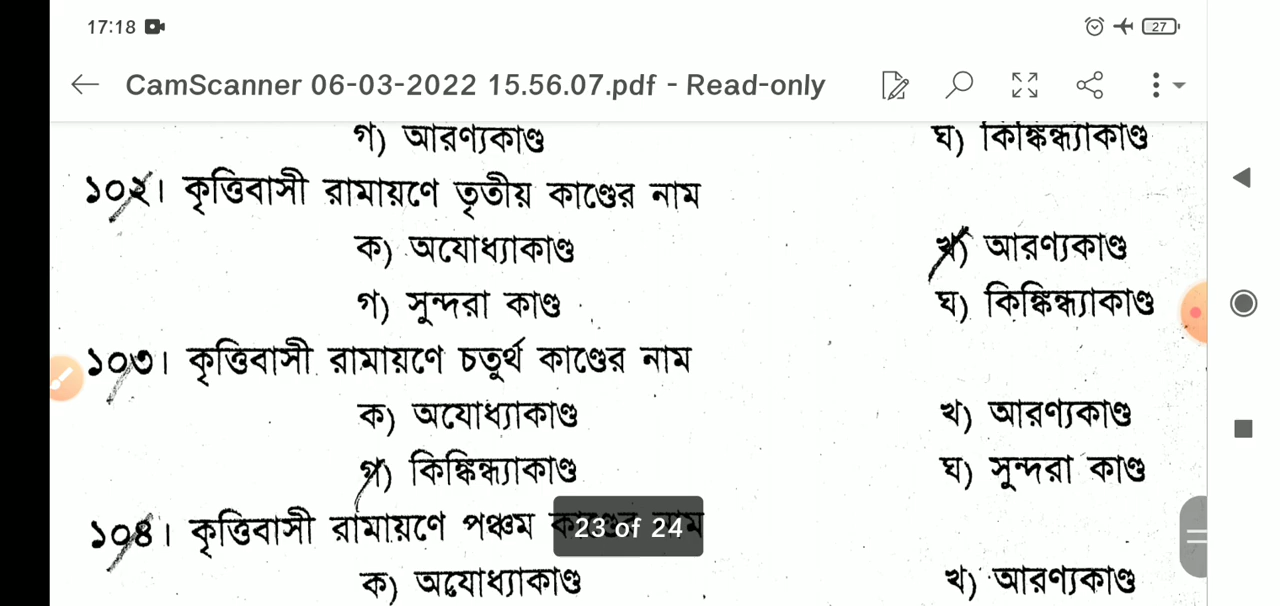 17:18
27
CamScanner 06-03-2022 15.56.07.pdf - Read-only
গ) আরণ্যকাণ্ড ঘ) কিঙ্কিন্ধ্যাকাণ্ড
১০২। কৃত্তিবাসী রামায়ণে তৃতীয় কাণ্ডের নাম
ক) অযোধ্যাকাণ্ড খ) আরণ্যকাণ্ড
গ) সুন্দরা কাণ্ড ঘ) কিঙ্কিন্ধ্যাকাণ্ড
১০৩। কৃত্তিবাসী রামায়ণে চতুর্থ কাণ্ডের নাম
ক) অযোধ্যাকাণ্ড খ) আরণ্যকাণ্ড
গ) কিঙ্কিন্ধ্যাকাণ্ড ঘ) সুন্দরা কাণ্ড
১০৪। কৃত্তিবাসী রামায়ণে পঞ্চম কাণ্ডের নাম
23 of 24
ক) অযোধ্যাকাণ্ড খ) আরণ্যকাণ্ড